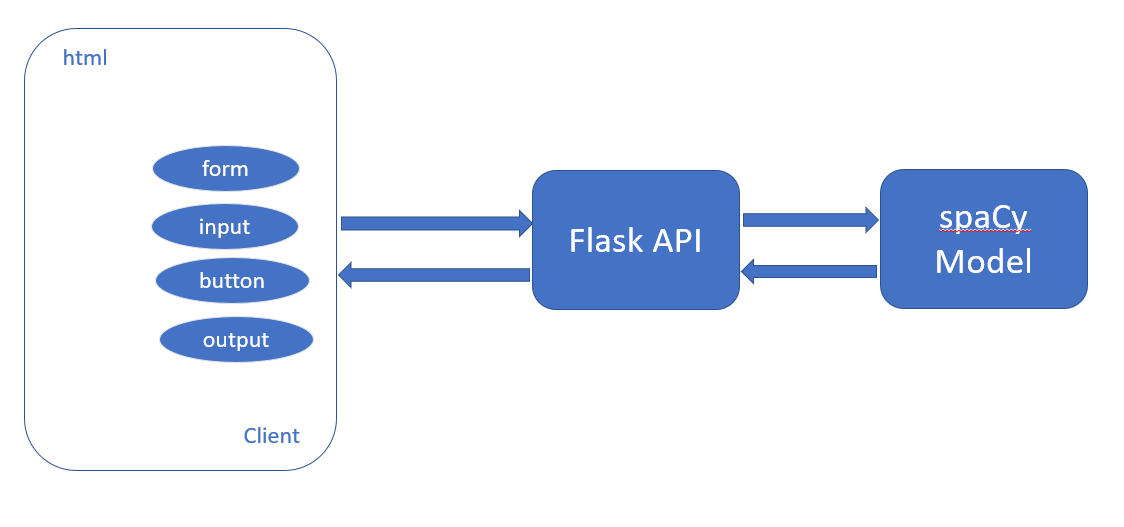 html
form
input
button
output
Client
Flask API
spaCy
Model